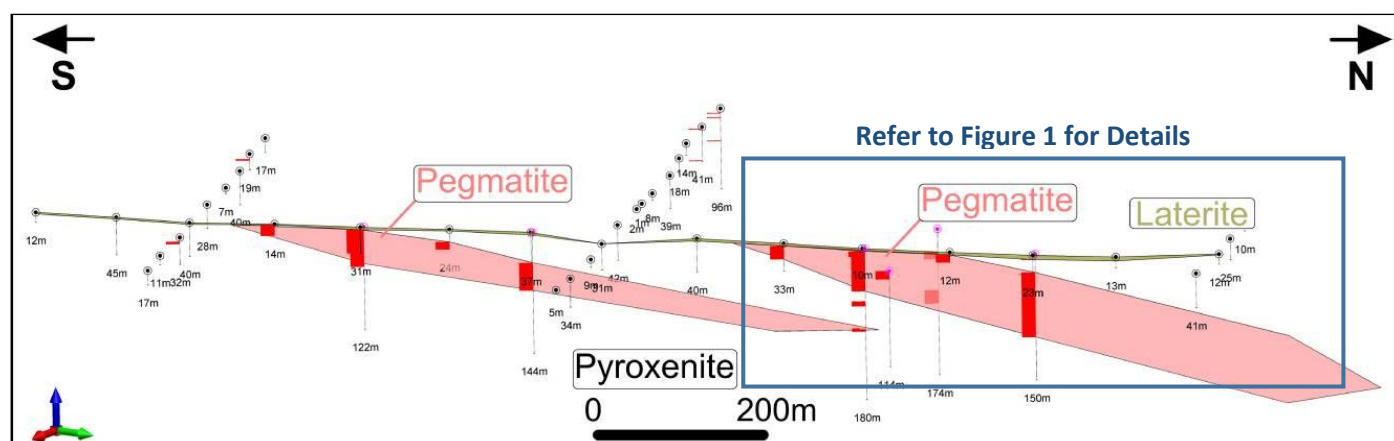 S
N
Refer to Figure 1 for Details
Pegmatite
Pegmatite
Laterite
17m
19m
7m
40m
28m
14m
12m
45m
11m
32m
40m
17m
31m
24m
37m
122m
144m
5m
34m
9m
31m
42m
2m
1m
8m
39m
18m
14m
41m
96m
40m
33m
10m
12m
23m
13m
10m
25m
12m
41m
114m
174m
150m
180m
Pyroxenite
0
200m